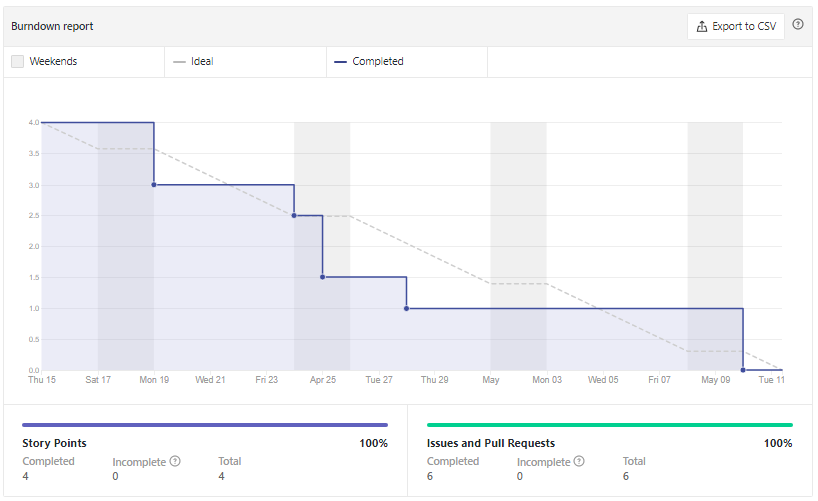 Burndown report
Export to CSV
?
Weekends
Ideal
Completed
4.0
3.5
3.0
2.5
2.0
1.5
1.0
0.5
0.0
Thu 15 Sat 17 Mon 19 Wed 21 Fri 23 Apr 25 Tue 27 Thu 29 May Mon 03 Wed 05 Fri 07 May 09 Tue 11
Story Points 100%
Completed Incomplete ? Total
4 0 4
Issues and Pull Requests 100%
Completed Incomplete ? Total
6 0 6